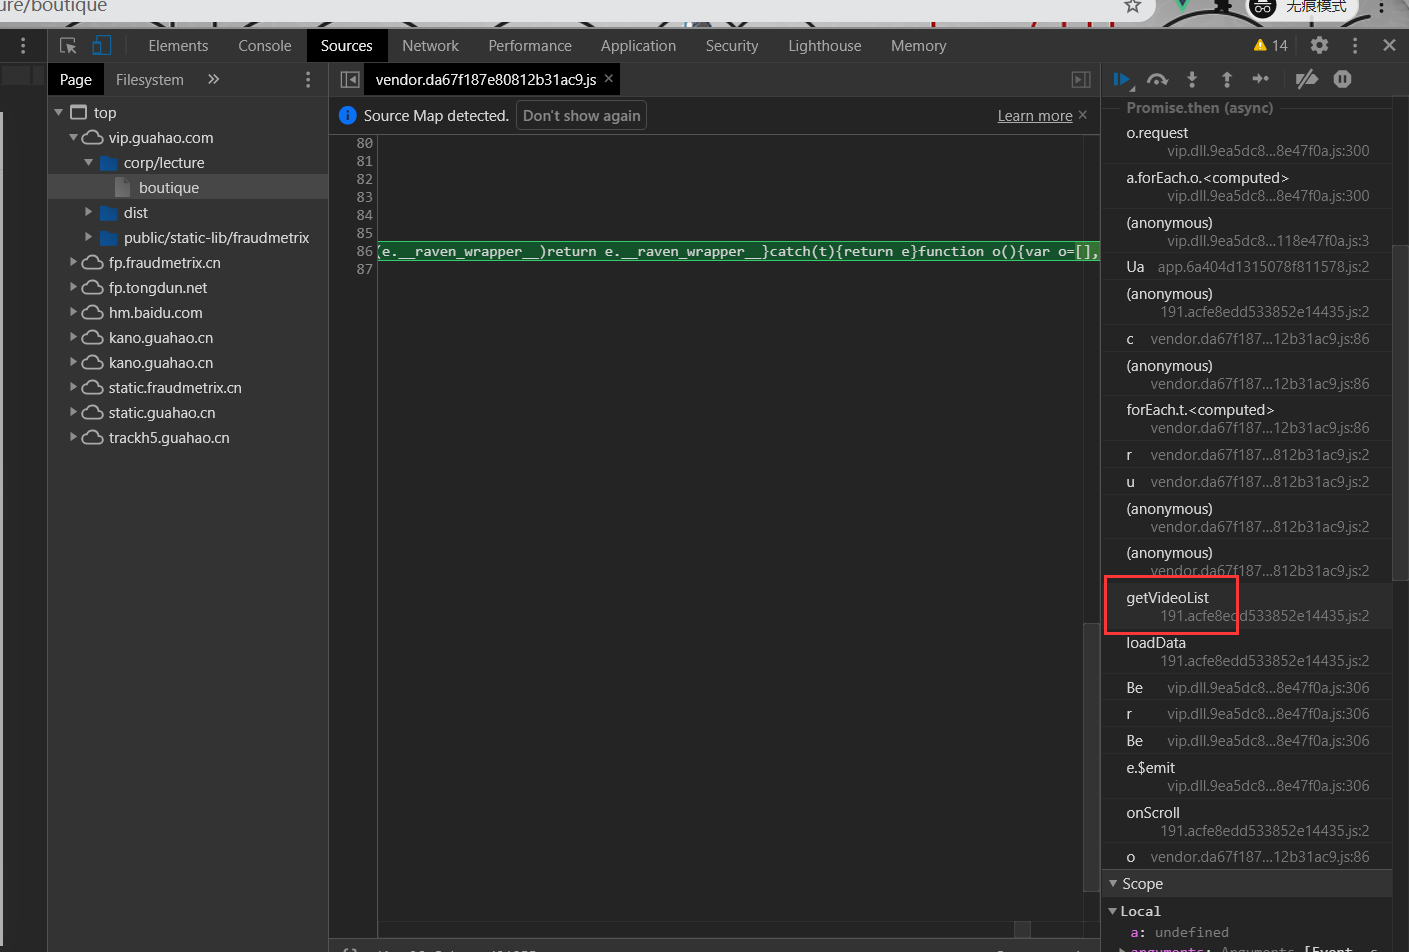 ure/boutique
无痕模式
Elements Console Sources Network Performance Application Security Lighthouse Memory 14
Page Filesystem
top
vip.guahao.com
corp/lecture
boutique
dist
public/static-lib/fraudmetrix
fp.fraudmetrix.cn
fp.tongdun.net
hm.baidu.com
kano.guahao.cn
kano.guahao.cn
static.fraudmetrix.cn
static.guahao.cn
trackh5.guahao.cn
vendor.da67f187e80812b31ac9.js
Source Map detected. Don't show again Learn more
80
81
82
83
84
85
86 (e.__raven_wrapper__)return e.__raven_wrapper__}catch(t){return e}function o(){var o=[],
87
Promise.then (async)
o.request
vip.dll.9ea5dc8...8e47f0a.js:300
a.forEach.o.<computed>
vip.dll.9ea5dc8...8e47f0a.js:300
(anonymous)
vip.dll.9ea5dc8...118e47f0a.js:3
Ua app.6a404d1315078f811578.js:2
(anonymous)
191.acfe8edd533852e14435.js:2
c vendor.da67f187...12b31ac9.js:86
(anonymous)
vendor.da67f187...12b31ac9.js:86
forEach.t.<computed>
vendor.da67f187...12b31ac9.js:86
r vendor.da67f187...812b31ac9.js:2
u vendor.da67f187...812b31ac9.js:2
(anonymous)
vendor.da67f187...812b31ac9.js:2
(anonymous)
vendor.da67f187...812b31ac9.js:2
getVideoList
191.acfe8edd533852e14435.js:2
loadData
191.acfe8edd533852e14435.js:2
Be vip.dll.9ea5dc8...8e47f0a.js:306
r vip.dll.9ea5dc8...8e47f0a.js:306
Be vip.dll.9ea5dc8...8e47f0a.js:306
e.$emit
vip.dll.9ea5dc8...8e47f0a.js:306
onScroll
191.acfe8edd533852e14435.js:2
o vendor.da67f187...12b31ac9.js:86
Scope
Local
a: undefined